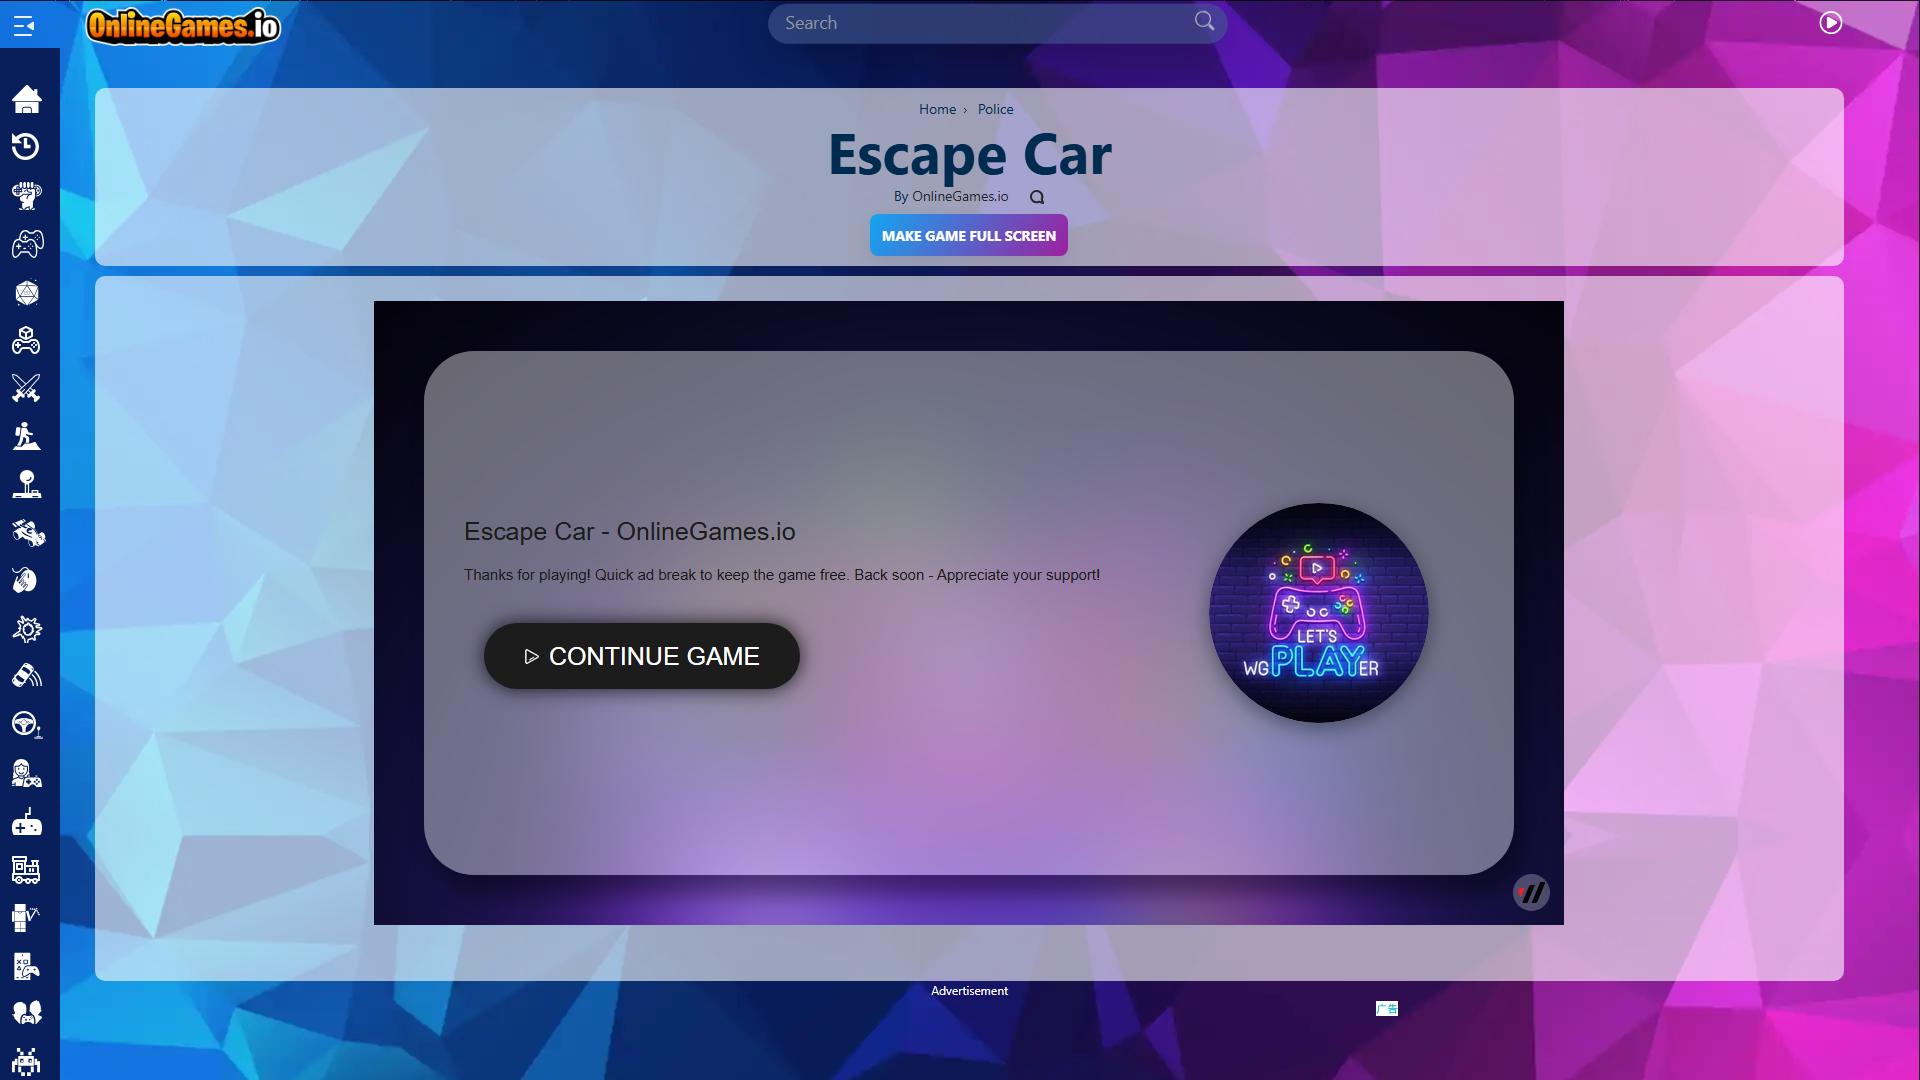 OnlineGames.io
Search
Home › Police
Escape Car
By OnlineGames.io
MAKE GAME FULL SCREEN
Escape Car - OnlineGames.io
Thanks for playing! Quick ad break to keep the game free. Back soon - Appreciate your support!
CONTINUE GAME
LET'S
WGPLAYER
Advertisement
广告